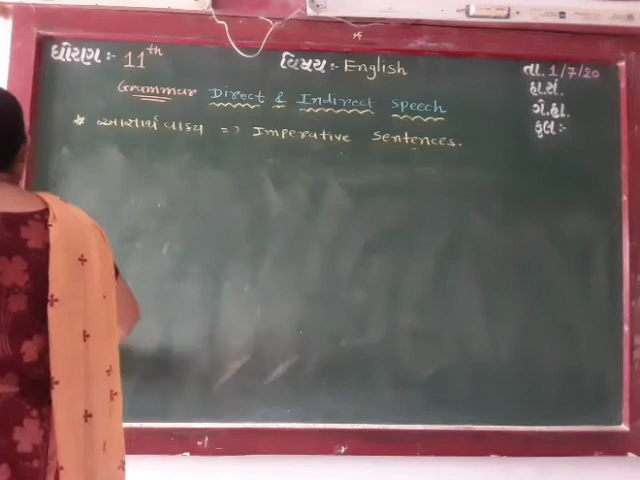 ધોરણ :- 11th
વિષય :- English
તા. 1/7/20
હા.સં.
ગે.હા.
કુલ :-
Grammar Direct & Indirect Speech
* આજ્ઞાર્થ વાક્ય => Imperative Sentences.